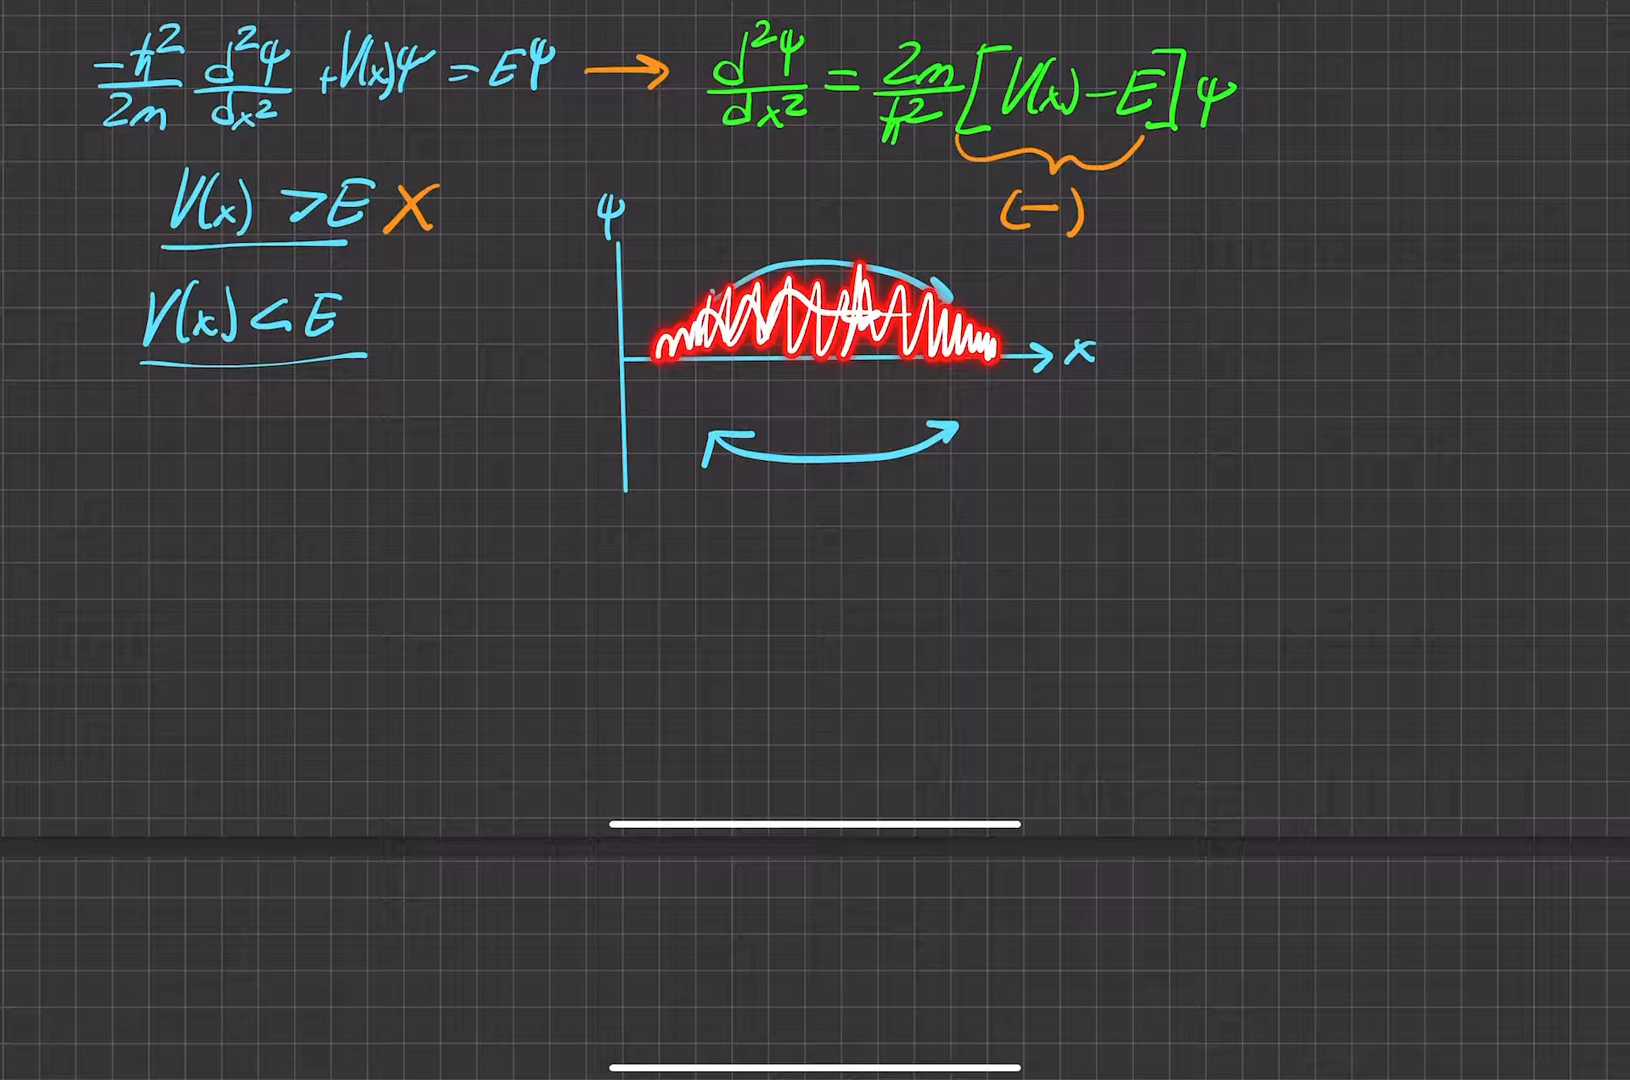 -ħ²/2m d²ψ/dx² + V(x)ψ = Eψ → d²ψ/dx² = 2m/ħ² [V(x) - E] ψ
V(x) > E X
(-)
ψ
V(x) < E
x